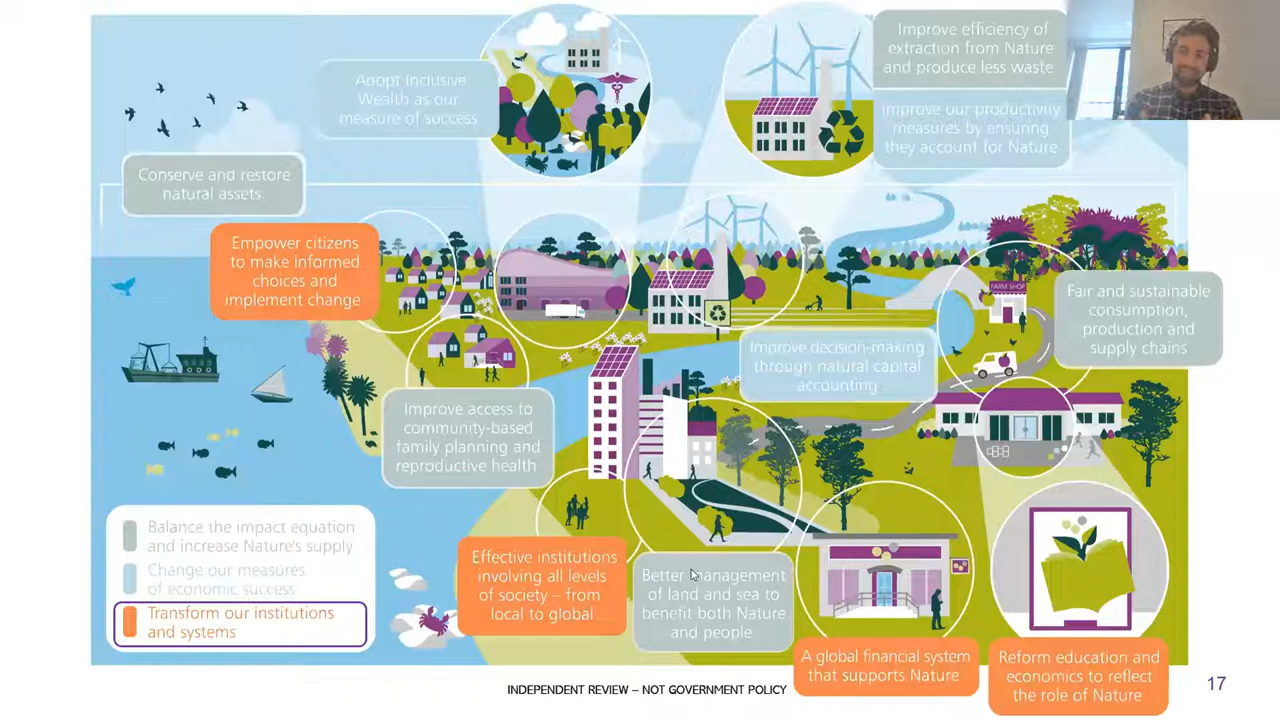 Improve efficiency of
extraction from Nature
and produce less waste
Adopt Inclusive
Wealth as our
measure of success
Improve our productivity
measures by ensuring
they account for Nature
Conserve and restore
natural assets
Empower citizens
to make informed
choices and
implement change
FARM SHOP
Fair and sustainable
consumption,
production and
supply chains
Improve decision-making
through natural capital
accounting
Improve access to
community-based
family planning and
reproductive health
Balance the impact equation
and increase Nature's supply
Change our measures
of economic success
Transform our institutions
and systems
Effective institutions
involving all levels
of society – from
local to global
Better management
of land and sea to
benefit both Nature
and people
A global financial system
that supports Nature
Reform education and
economics to reflect
the role of Nature
INDEPENDENT REVIEW – NOT GOVERNMENT POLICY
17